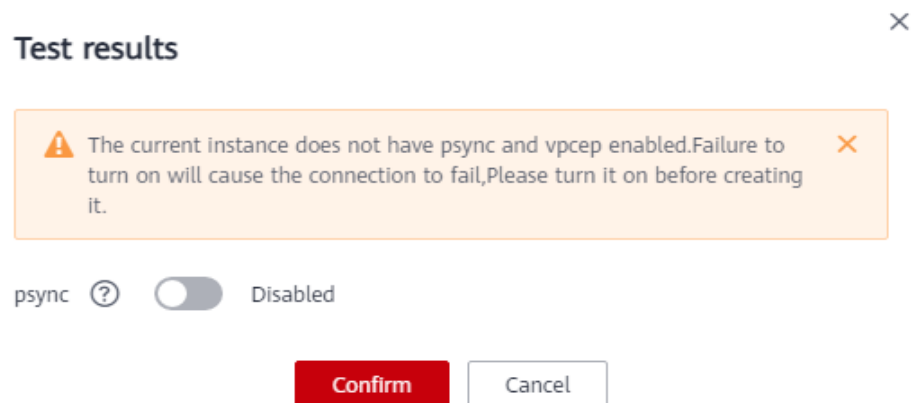 Test results
The current instance does not have psync and vpcep enabled.Failure to
turn on will cause the connection to fail,Please turn it on before creating
it.
psync ? Disabled
Confirm Cancel